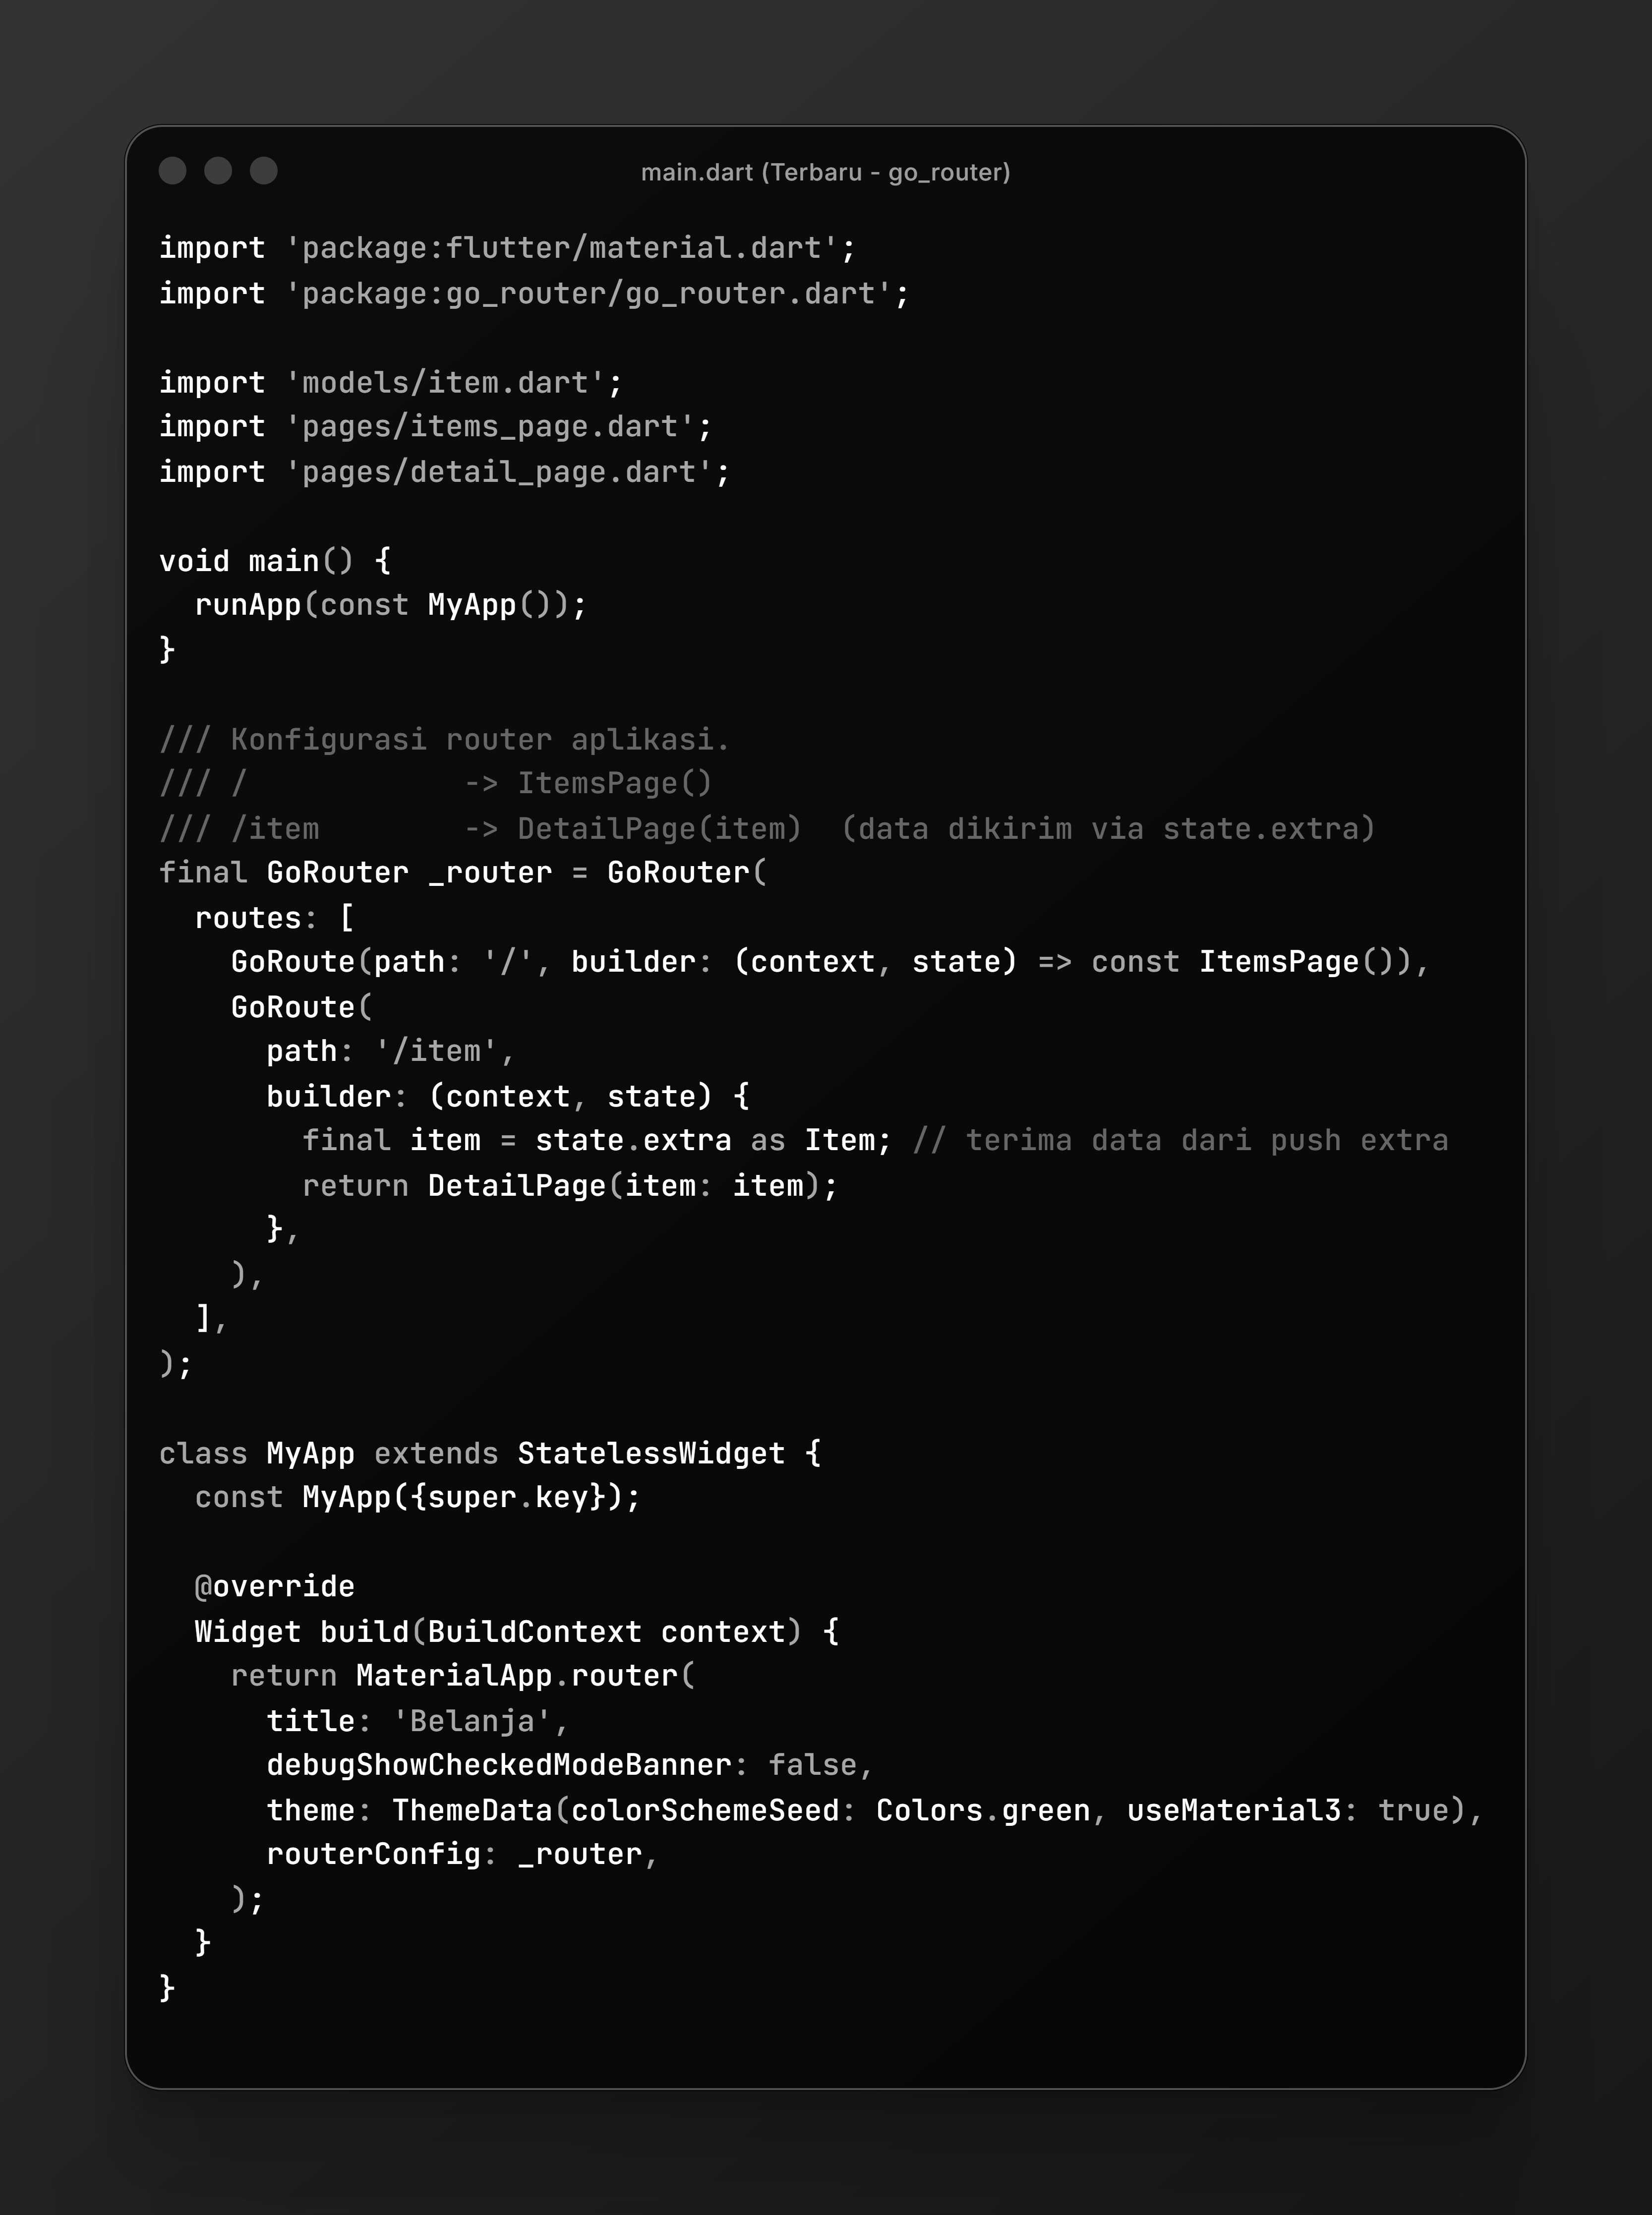 main.dart (Terbaru - go_router)
import 'package:flutter/material.dart';
import 'package:go_router/go_router.dart';

import 'models/item.dart';
import 'pages/items_page.dart';
import 'pages/detail_page.dart';

void main() {
  runApp(const MyApp());
}

/// Konfigurasi router aplikasi.
/// /            -> ItemsPage()
/// /item        -> DetailPage(item)  (data dikirim via state.extra)
final GoRouter _router = GoRouter(
  routes: [
    GoRoute(path: '/', builder: (context, state) => const ItemsPage()),
    GoRoute(
      path: '/item',
      builder: (context, state) {
        final item = state.extra as Item; // terima data dari push extra
        return DetailPage(item: item);
      },
    ),
  ],
);

class MyApp extends StatelessWidget {
  const MyApp({super.key});

  @override
  Widget build(BuildContext context) {
    return MaterialApp.router(
      title: 'Belanja',
      debugShowCheckedModeBanner: false,
      theme: ThemeData(colorSchemeSeed: Colors.green, useMaterial3: true),
      routerConfig: _router,
    );
  }
}